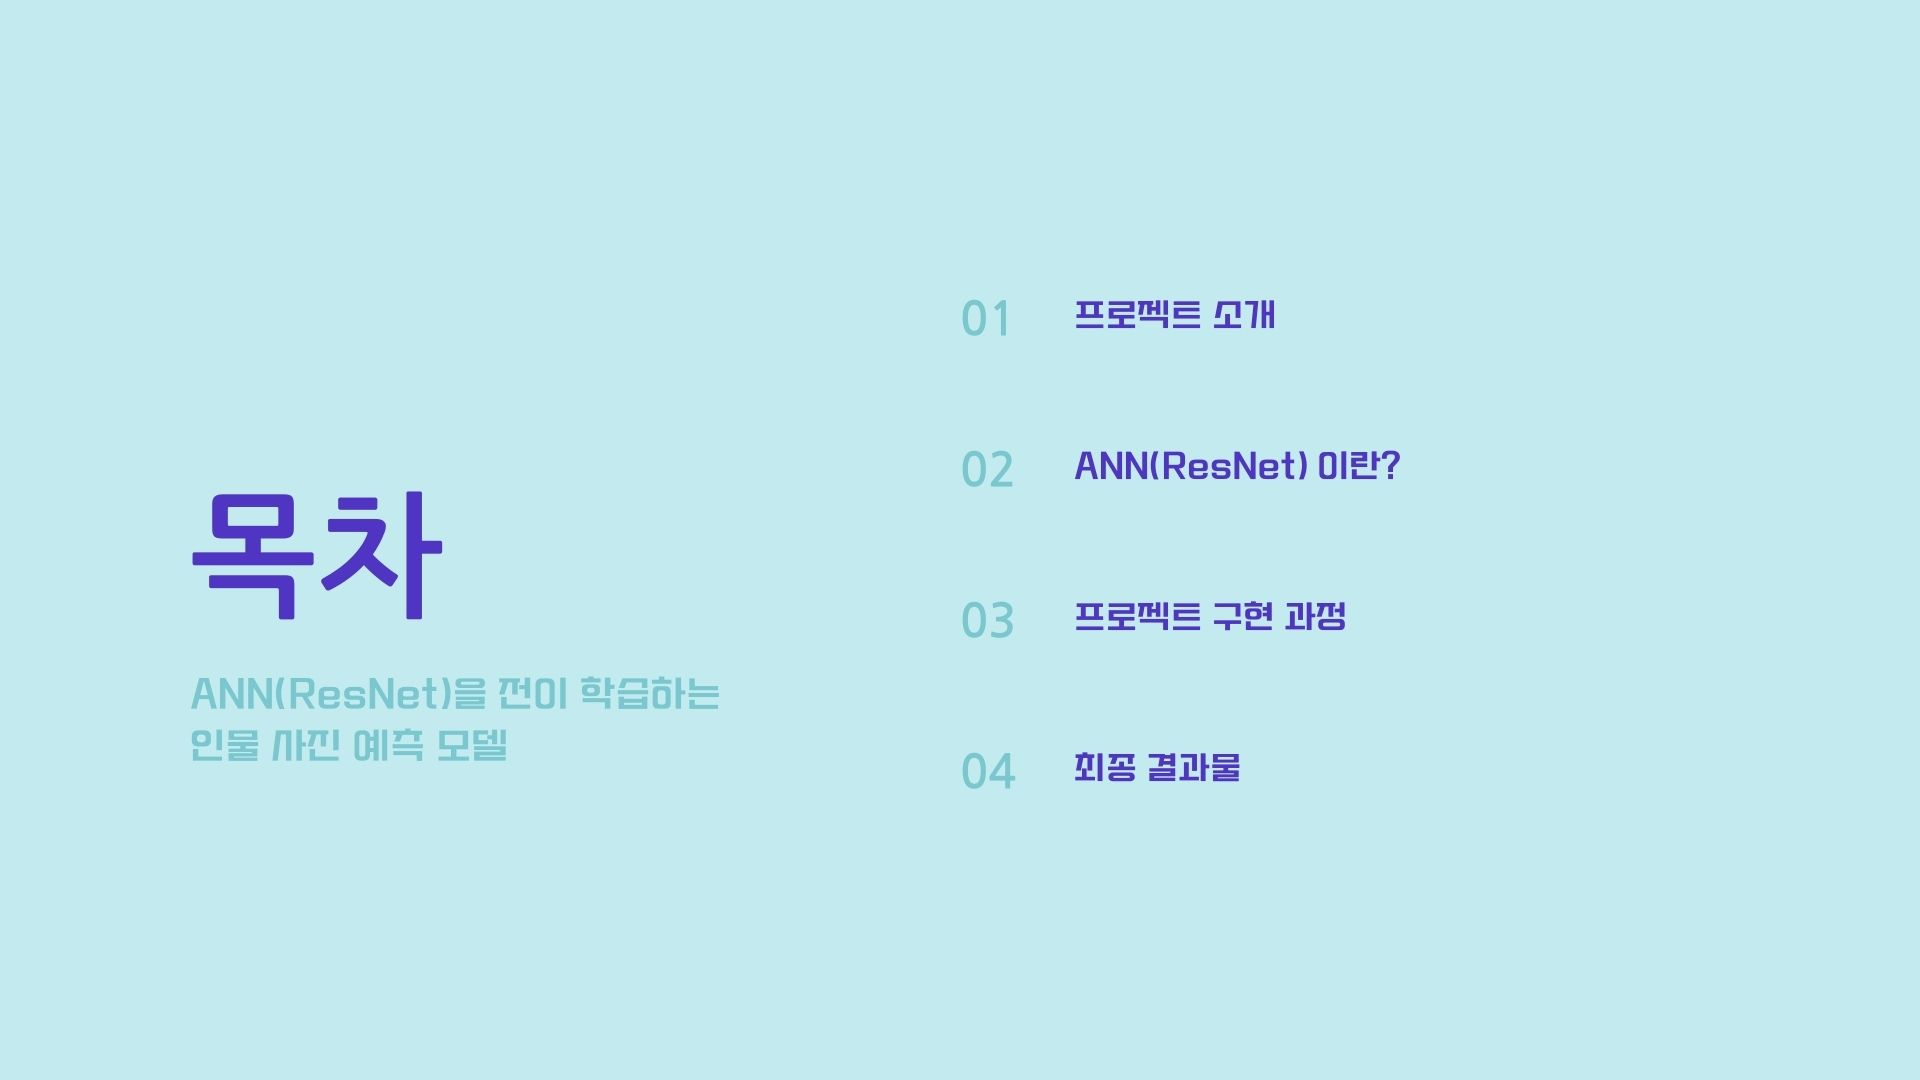 목차
ANN(ResNet)을 전이 학습하는
인물 사진 예측 모델
01 프로젝트 소개
02 ANN(ResNet) 이란?
03 프로젝트 구현 과정
04 최종 결과물